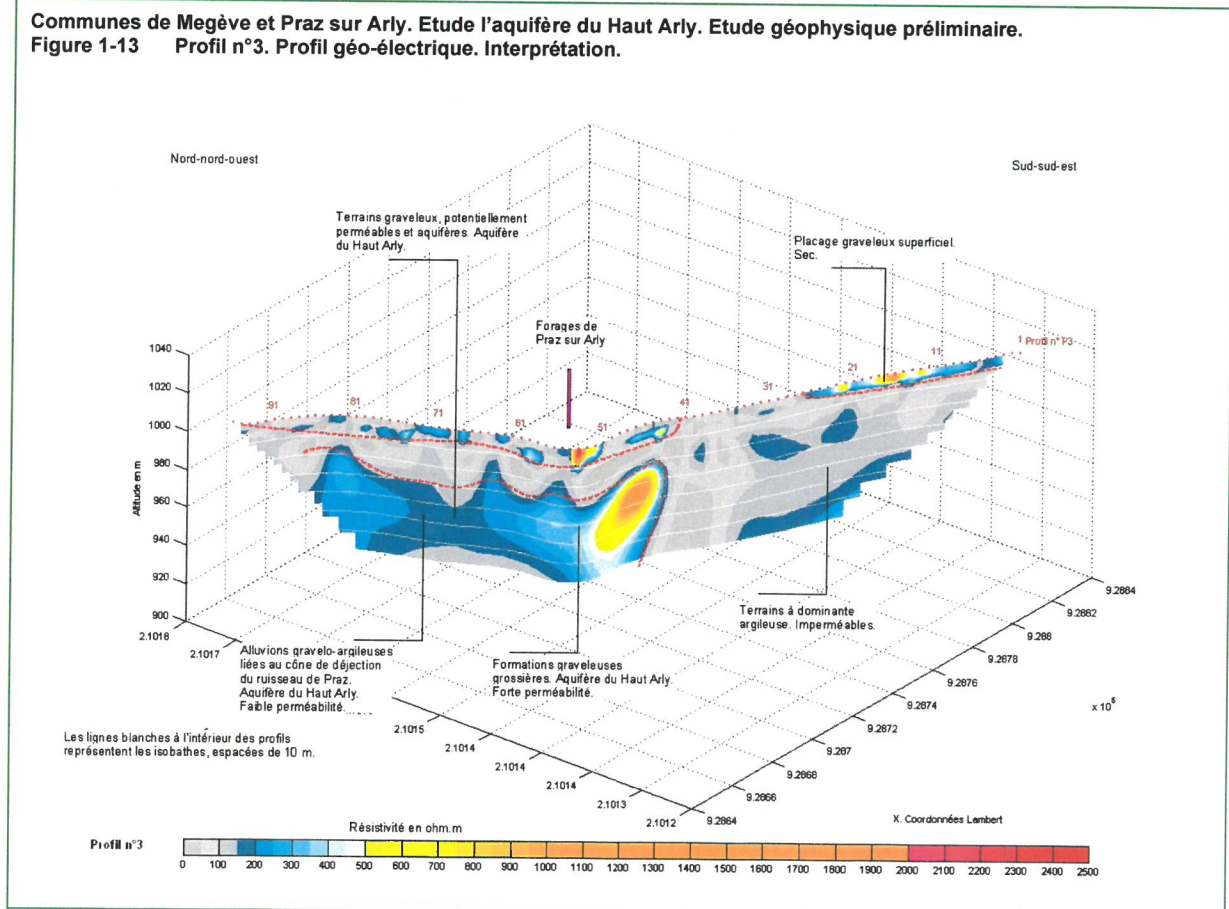 Communes de Megève et Praz sur Arly. Etude l'aquifère du Haut Arly. Etude géophysique préliminaire.
Figure 1-13 Profil n°3. Profil géo-électrique. Interprétation.
Nord-nord-ouest
Sud-sud-est
Terrains graveleux, potentiellement
perméables et aquifères. Aquifère
du Haut Arly.
Placage graveleux superficiel.
Sec.
Forages de
Praz sur Arly
1 Profil n° P3
11
21
31
41
51
61
71
81
91
1040
1020
1000
980
960
940
920
900
Altitude en m
2.1018
2.1017
2.1015
2.1014
2.1014
2.1014
2.1013
2.1012
9.2884
9.2882
9.288
9.2878
9.2876
9.2874
9.2872
9.287
9.2868
9.2866
9.2864
x 10
X. Coordonnées Lambert
Terrains à dominante
argileuse. Imperméables.
Alluvions gravelo-argileuses
liées au cône de déjection
du ruisseau de Praz.
Aquifère du Haut Arly.
Faible perméabilité.
Formations graveleuses
grossières. Aquifère du Haut Arly.
Forte perméabilité.
Les lignes blanches à l'intérieur des profils
représentent les isobathes, espacées de 10 m.
Résistivité en ohm.m
Profil n°3
0 100 200 300 400 500 600 700 800 900 1000 1100 1200 1300 1400 1500 1600 1700 1800 1900 2000 2100 2200 2300 2400 2500